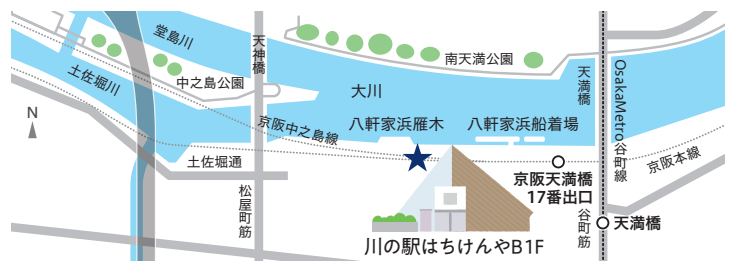 堂島川
天神橋
南天満公園
土佐堀川
中之島公園
大川
天満橋
OsakaMetro谷町線
N
京阪中之島線
八軒家浜雁木
八軒家浜船着場
土佐堀通
京阪本線
京阪天満橋
17番出口
松屋町筋
谷町筋
天満橋
川の駅はちけんやB1F